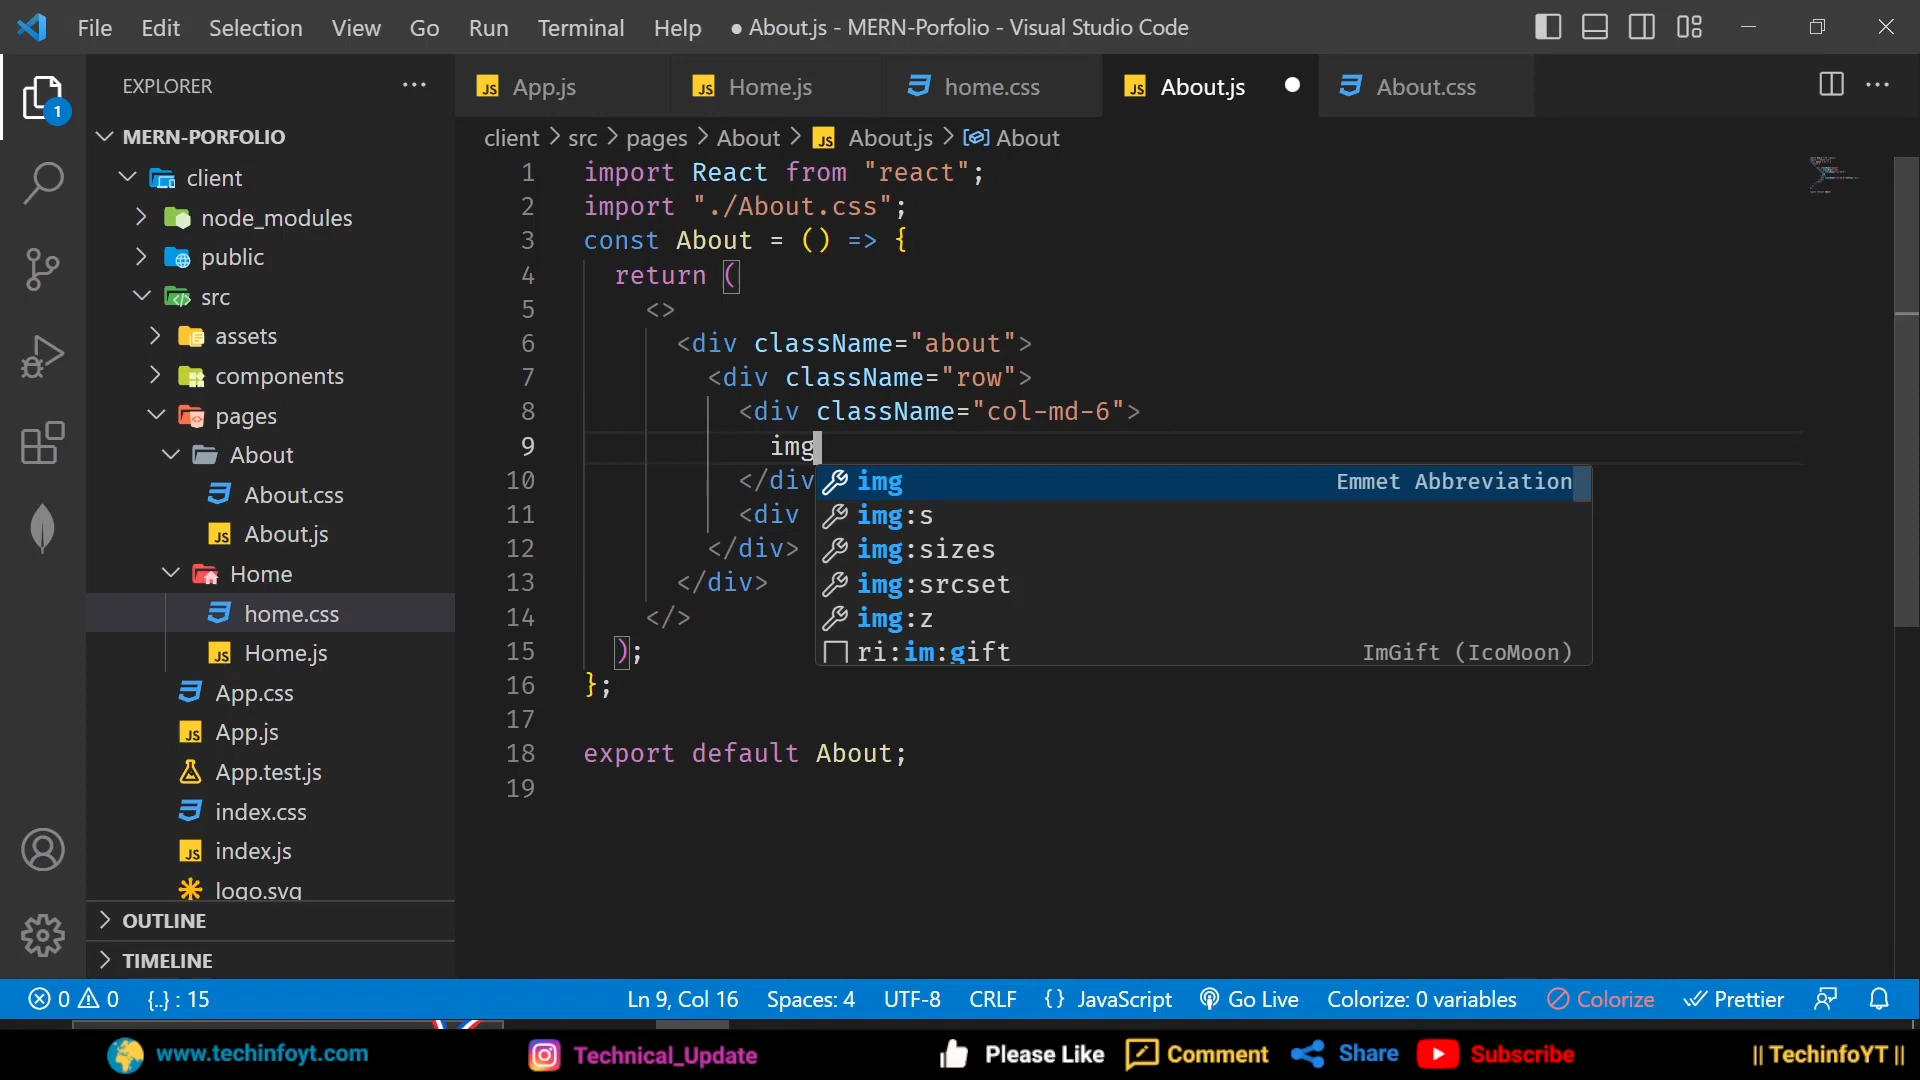 File Edit Selection View Go Run Terminal Help ● About.js - MERN-Porfolio - Visual Studio Code
EXPLORER ···
1
MERN-PORFOLIO
client
node_modules
public
src
assets
components
pages
About
About.css
About.js
Home
home.css
Home.js
App.css
App.js
App.test.js
index.css
index.js
logo.svg
OUTLINE
TIMELINE
App.js Home.js home.css About.js About.css
client > src > pages > About > About.js > About
1 import React from "react";
2 import "./About.css";
3 const About = () => {
4 return (
5 <>
6 <div className="about">
7 <div className="row">
8 <div className="col-md-6">
9 img
10 </div
11 <div
12 </div>
13 </div>
14 </>
15 );
16 };
17
18 export default About;
19
img Emmet Abbreviation
img:s
img:sizes
img:srcset
img:z
ri:im:gift ImGift (IcoMoon)
0 0 {..} : 15 Ln 9, Col 16 Spaces: 4 UTF-8 CRLF {} JavaScript Go Live Colorize: 0 variables Colorize Prettier
www.techinfoyt.com Technical_Update Please Like Comment Share Subscribe || TechinfoYT ||